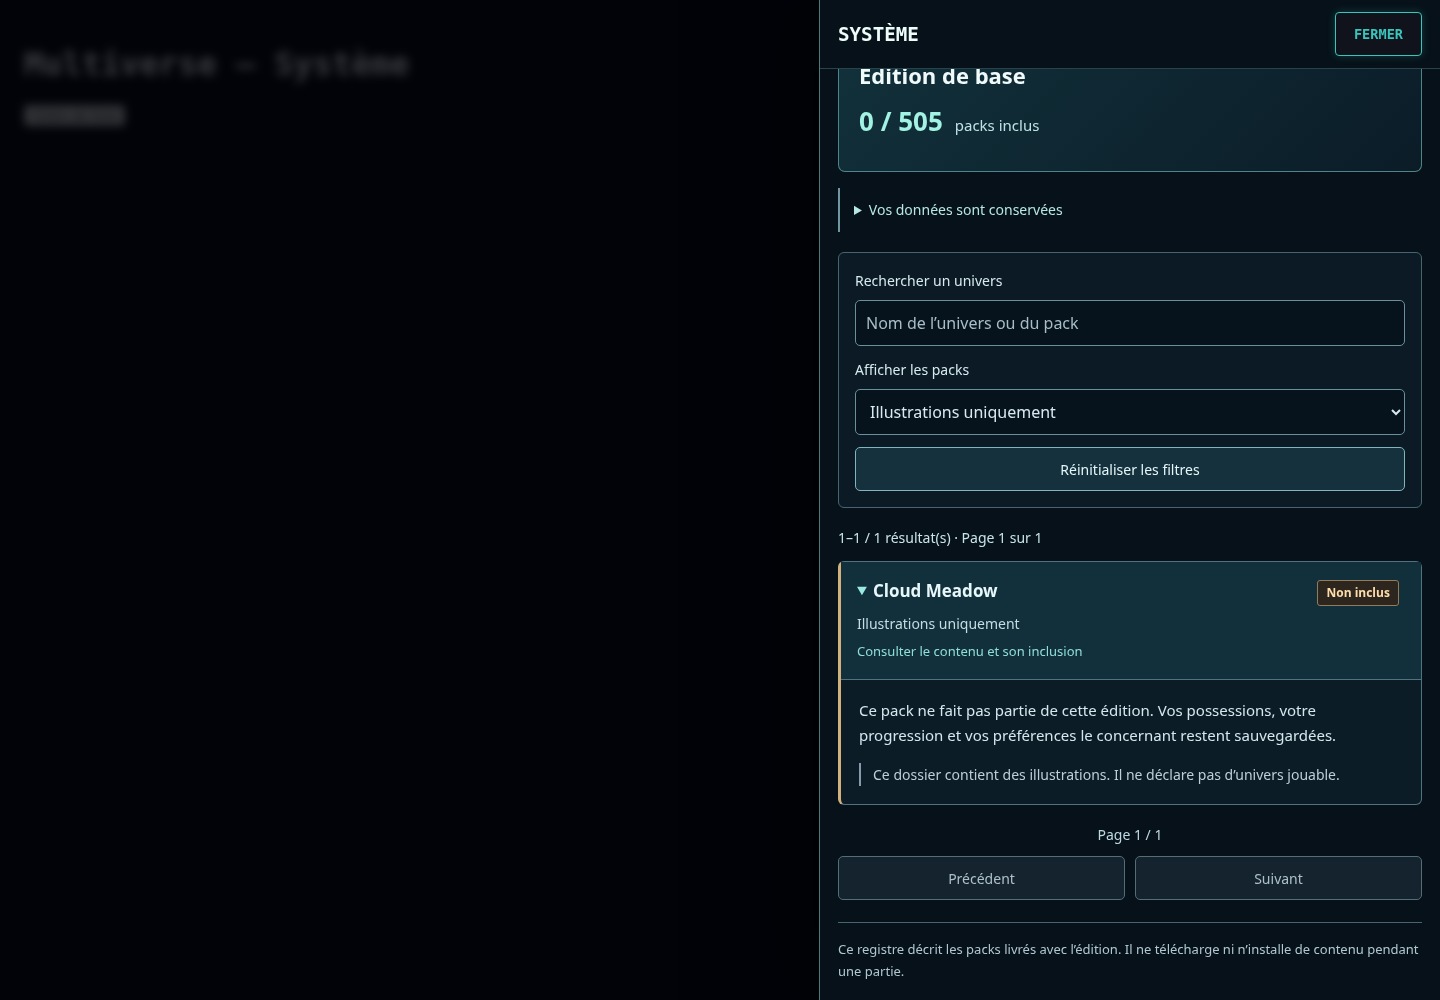 Multiverse — Système
SYSTÈME
FERMER
Édition de base
0 / 505 packs inclus
▶ Vos données sont conservées
Rechercher un univers
Nom de l’univers ou du pack
Afficher les packs
Illustrations uniquement
Réinitialiser les filtres
1–1 / 1 résultat(s) · Page 1 sur 1
▼ Cloud Meadow
Non inclus
Illustrations uniquement
Consulter le contenu et son inclusion
Ce pack ne fait pas partie de cette édition. Vos possessions, votre
progression et vos préférences le concernant restent sauvegardées.
Ce dossier contient des illustrations. Il ne déclare pas d’univers jouable.
Page 1 / 1
Précédent
Suivant
Ce registre décrit les packs livrés avec l’édition. Il ne télécharge ni n’installe de contenu pendant
une partie.